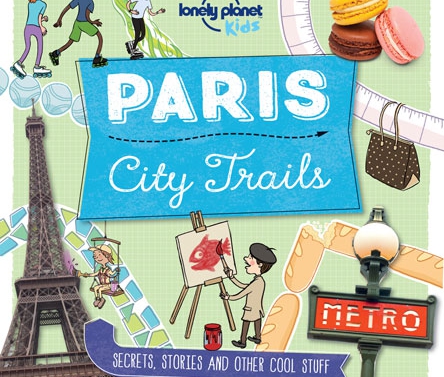 lonely planet
kids
PARIS
City Trails
METRO
SECRETS, STORIES AND OTHER COOL STUFF